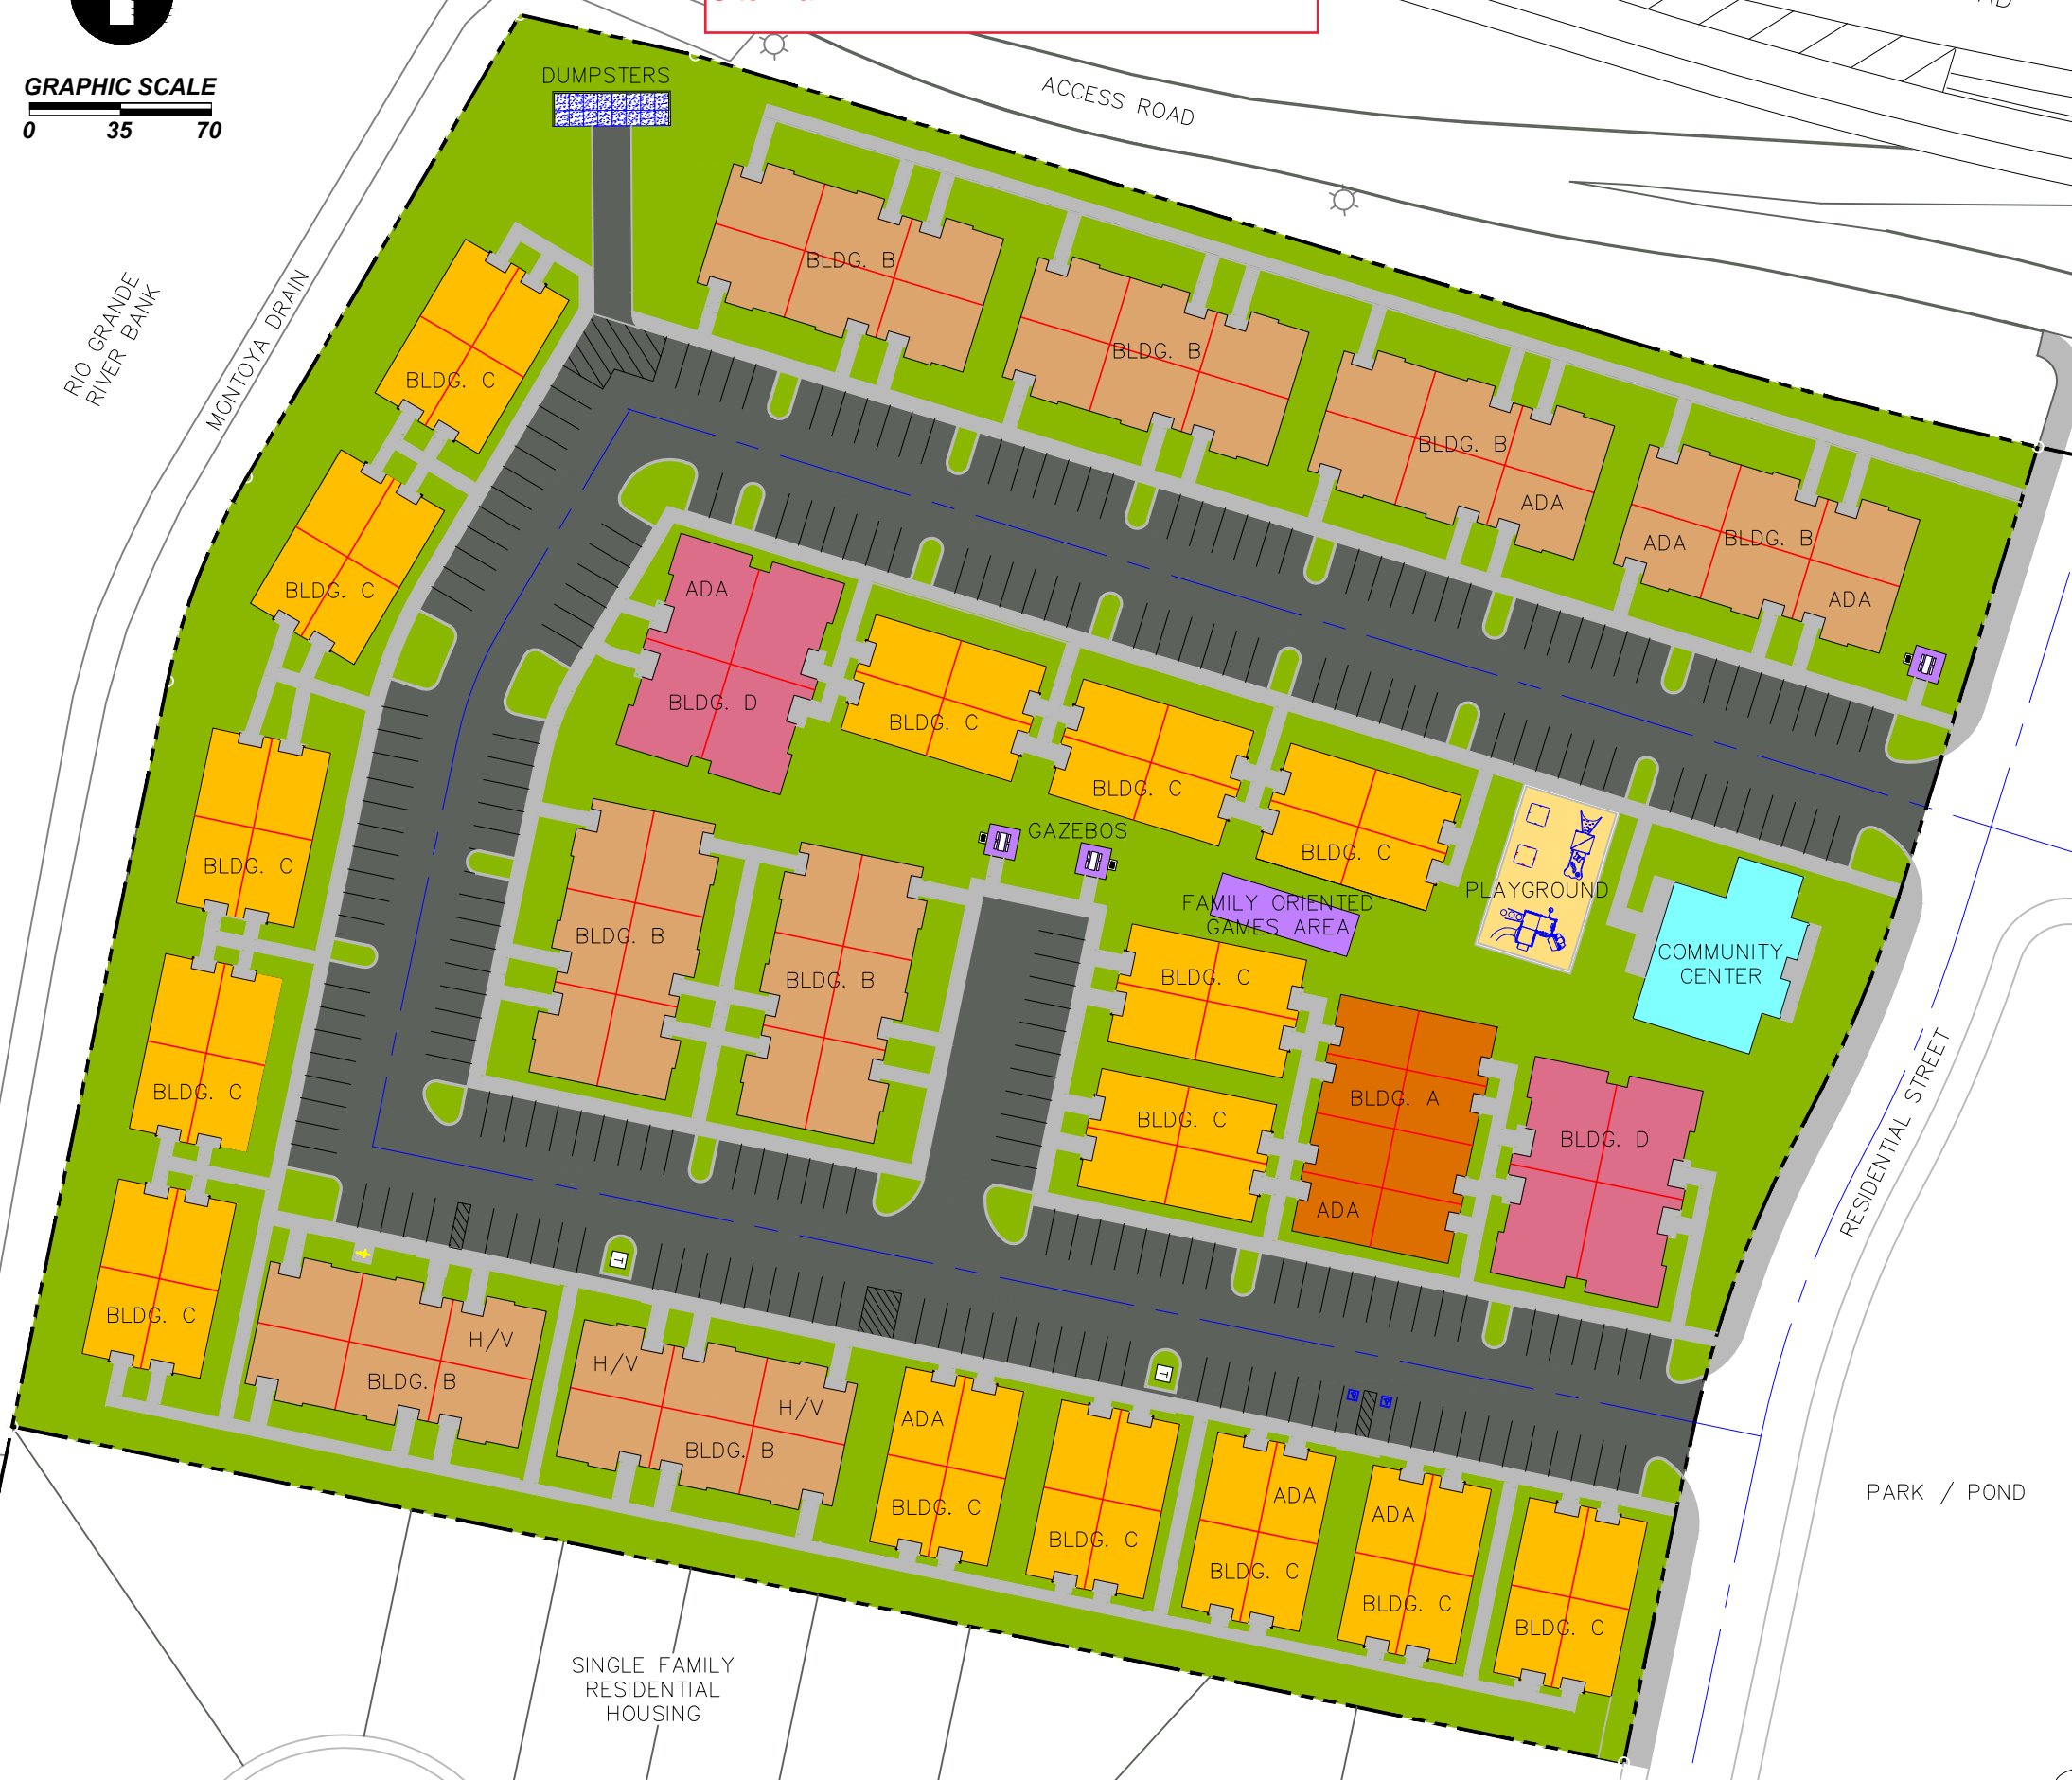 GRAPHIC SCALE
0 35 70
DUMPSTERS
ACCESS ROAD
RIO GRANDE
RIVER BANK
MONTOYA DRAIN
BLDG. B
BLDG. B
BLDG. B
ADA
BLDG. B
ADA
ADA
BLDG. C
BLDG. C
BLDG. C
BLDG. C
BLDG. C
ADA
BLDG. D
BLDG. C
BLDG. C
BLDG. C
GAZEBOS
FAMILY ORIENTED
GAMES AREA
PLAYGROUND
COMMUNITY
CENTER
BLDG. B
BLDG. B
BLDG. C
BLDG. C
BLDG. A
ADA
BLDG. D
RESIDENTIAL STREET
H/V
BLDG. B
H/V
H/V
BLDG. B
ADA
BLDG. C
BLDG. C
ADA
BLDG. C
ADA
BLDG. C
BLDG. C
PARK / POND
SINGLE FAMILY
RESIDENTIAL
HOUSING